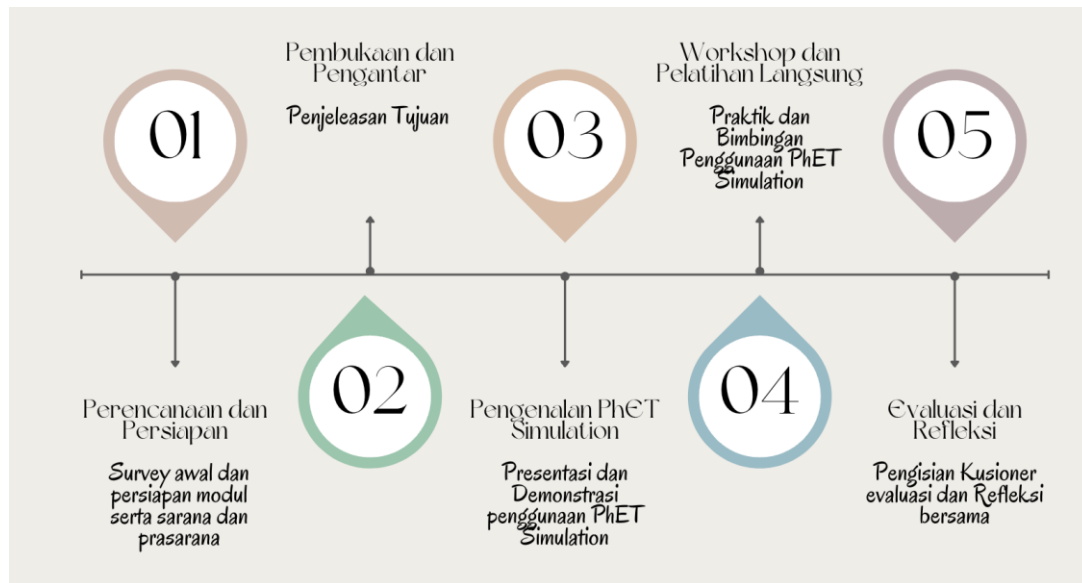 01
Perencanaan dan
Persiapan
Survey awal dan
persiapan modul
serta sarana dan
prasarana
Pembukaan dan
Pengantar
Penjeleasan Tujuan
02
03
Pengenalan PhET
Simulation
Presentasi dan
Demonstrasi
penggunaan PhET
Simulation
Workshop dan
Pelatihan Langsung
Praktik dan
Bimbingan
Penggunaan PhET
Simulation
04
05
Evaluasi dan
Refleksi
Pengisian Kusioner
evaluasi dan Refleksi
bersama